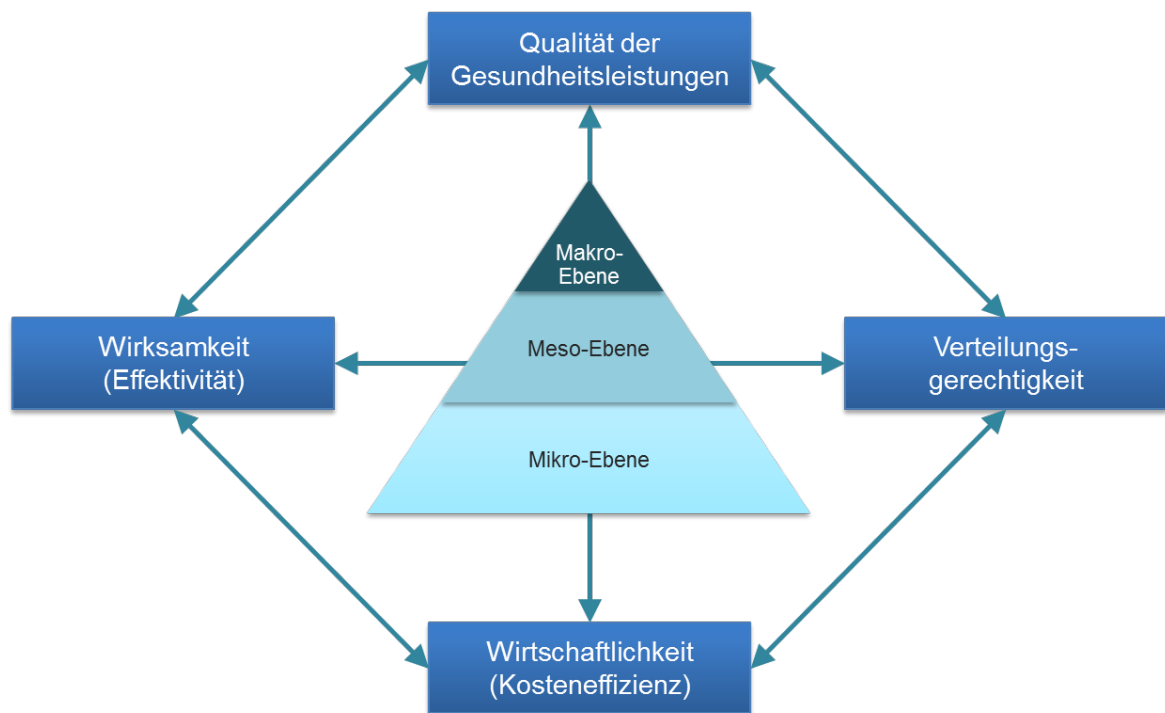 Qualität der
Gesundheitsleistungen
Makro-
Ebene
Wirksamkeit
(Effektivität)
Meso-Ebene
Verteilungs-
gerechtigkeit
Mikro-Ebene
Wirtschaftlichkeit
(Kosteneffizienz)